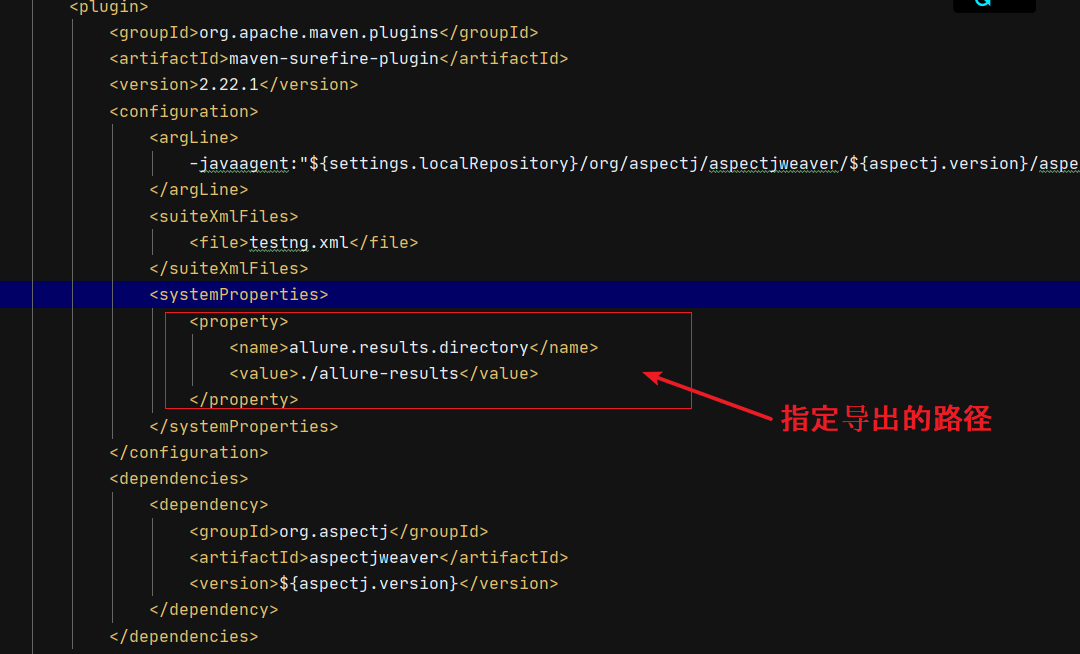 <plugin>
<groupId>org.apache.maven.plugins</groupId>
<artifactId>maven-surefire-plugin</artifactId>
<version>2.22.1</version>
<configuration>
<argLine>
-javaagent:"${settings.localRepository}/org/aspectj/aspectjweaver/${aspectj.version}/aspe
</argLine>
<suiteXmlFiles>
<file>testng.xml</file>
</suiteXmlFiles>
<systemProperties>
<property>
<name>allure.results.directory</name>
<value>./allure-results</value>
</property>
指定导出的路径
</systemProperties>
</configuration>
<dependencies>
<dependency>
<groupId>org.aspectj</groupId>
<artifactId>aspectjweaver</artifactId>
<version>${aspectj.version}</version>
</dependency>
</dependencies>